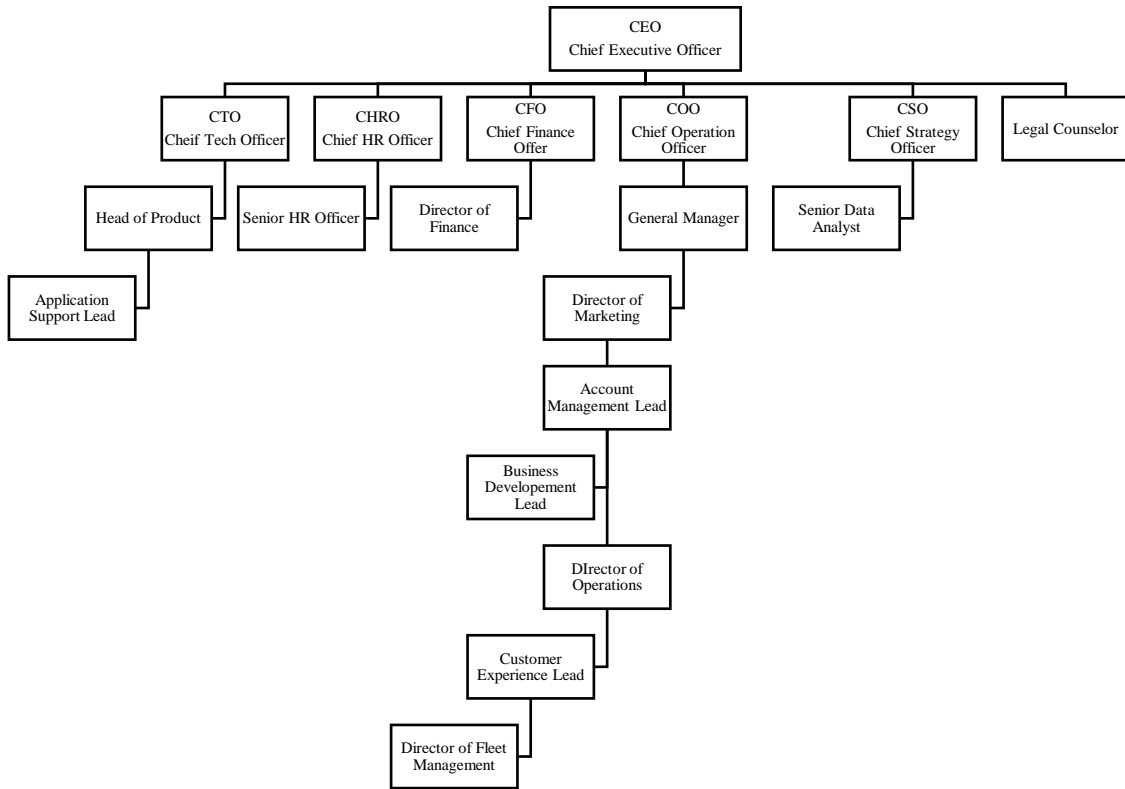 CEO
Chief Executive Officer
CTO
Cheif Tech Officer
CHRO
Chief HR Officer
CFO
Chief Finance
Offer
COO
Chief Operation
Officer
CSO
Chief Strategy
Officer
Legal Counselor
Head of Product
Senior HR Officer
Director of
Finance
General Manager
Senior Data
Analyst
Application
Support Lead
Director of
Marketing
Account
Management Lead
Business
Developement
Lead
DIrector of
Operations
Customer
Experience Lead
Director of Fleet
Management